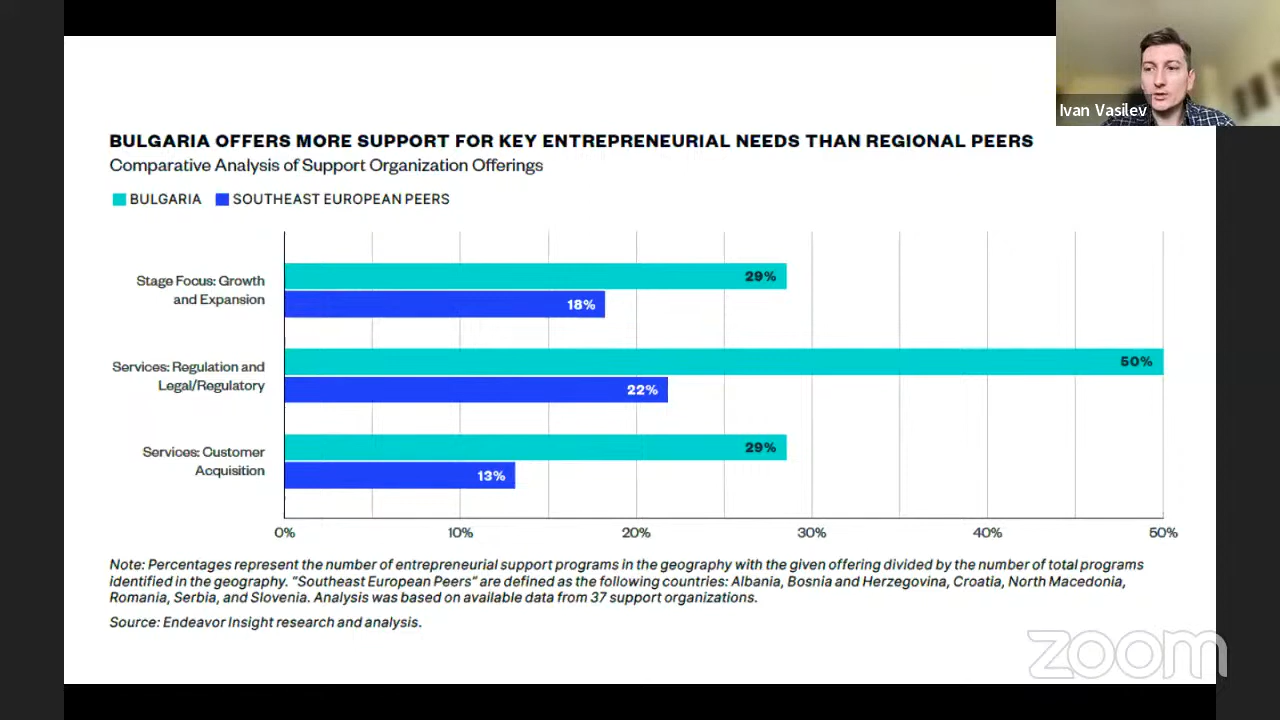 Ivan Vasilev
BULGARIA OFFERS MORE SUPPORT FOR KEY ENTREPRENEURIAL NEEDS THAN REGIONAL PEERS
Comparative Analysis of Support Organization Offerings
BULGARIA SOUTHEAST EUROPEAN PEERS
Stage Focus: Growth
and Expansion
29%
18%
Services: Regulation and
Legal/Regulatory
50%
22%
Services: Customer
Acquisition
29%
13%
0% 10% 20% 30% 40% 50%
Note: Percentages represent the number of entrepreneurial support programs in the geography with the given offering divided by the number of total programs
identified in the geography. "Southeast European Peers" are defined as the following countries: Albania, Bosnia and Herzegovina, Croatia, North Macedonia,
Romania, Serbia, and Slovenia. Analysis was based on available data from 37 support organizations.
Source: Endeavor Insight research and analysis.
zoom